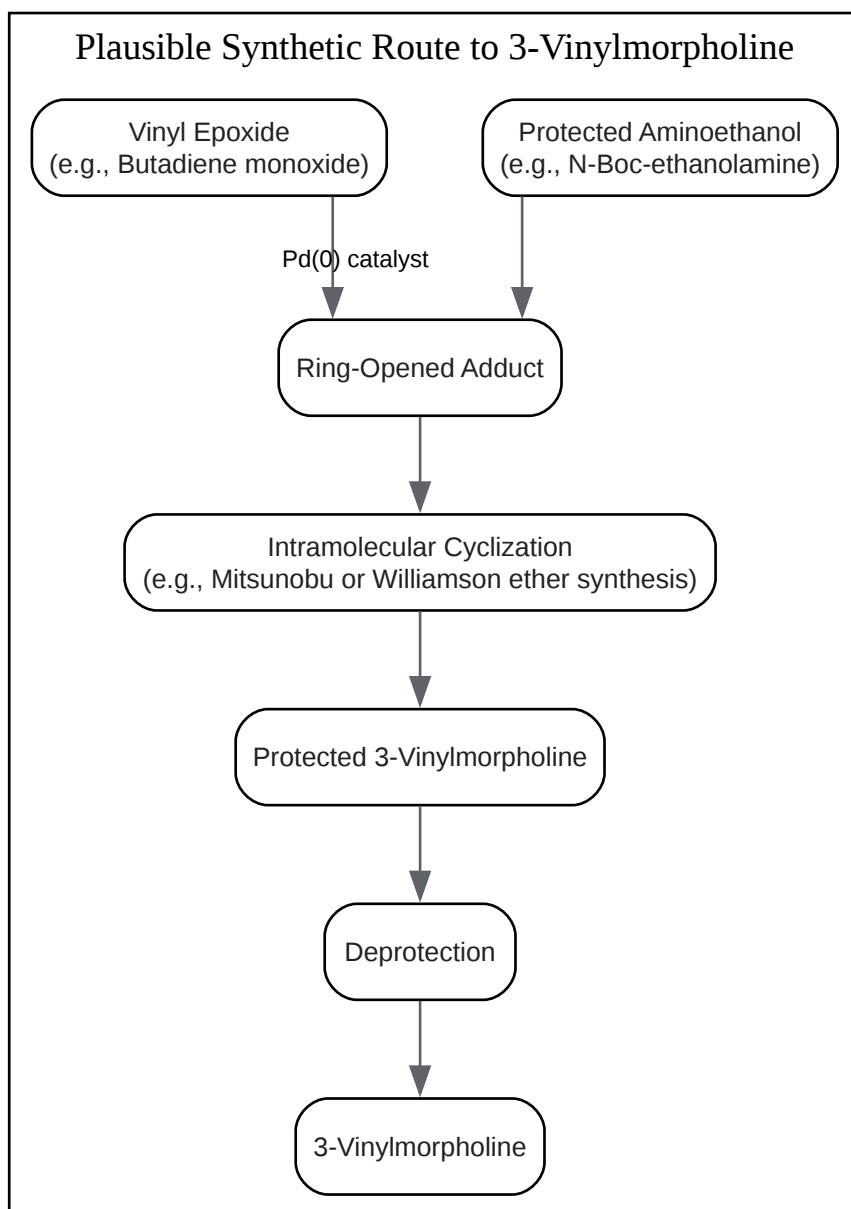 Plausible Synthetic Route to 3-Vinylmorpholine
Vinyl Epoxide
(e.g., Butadiene monoxide)
Protected Aminoethanol
(e.g., N-Boc-ethanolamine)
Pd(0) catalyst
Ring-Opened Adduct
Intramolecular Cyclization
(e.g., Mitsunobu or Williamson ether synthesis)
Protected 3-Vinylmorpholine
Deprotection
3-Vinylmorpholine